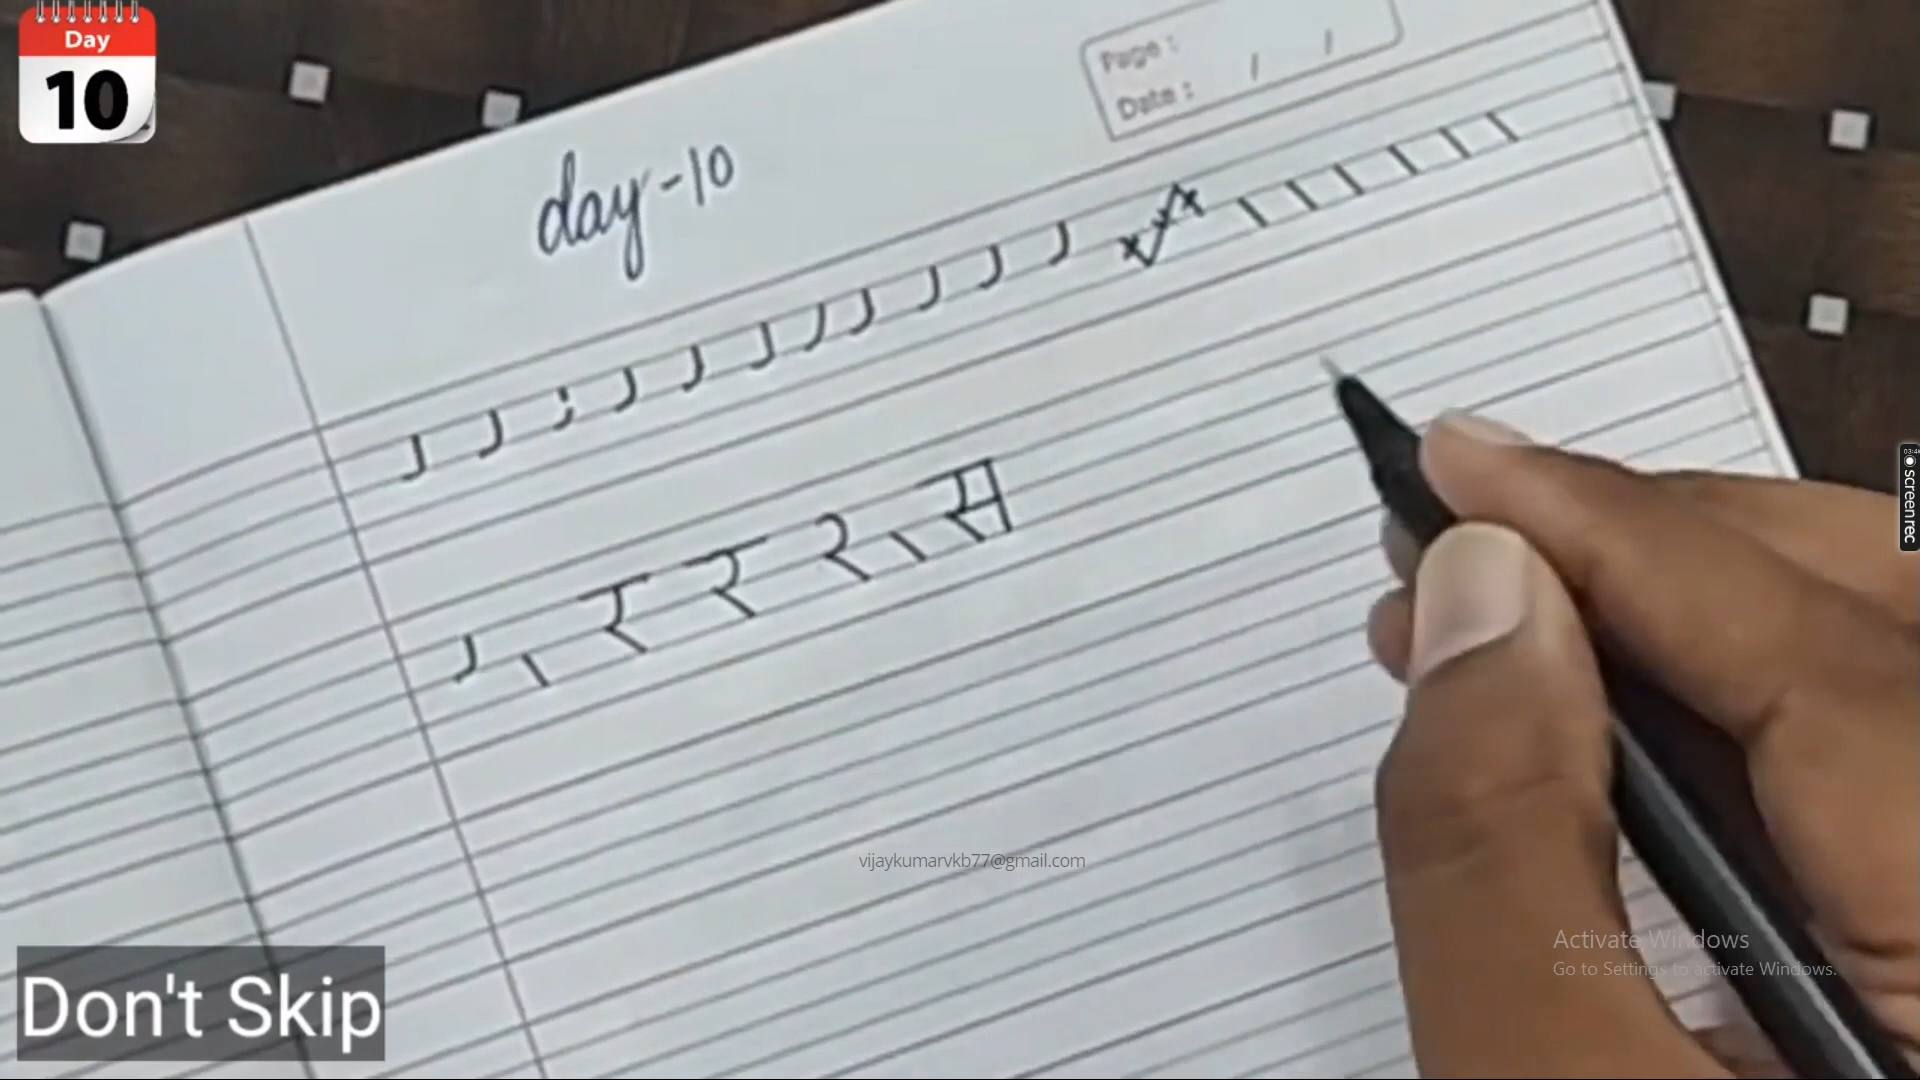 Day
10
Page :
Date : / /
day-10
र र र स
vijaykumarvkb77@gmail.com
screenrec
Activate Windows
Go to Settings to activate Windows.
Don't Skip